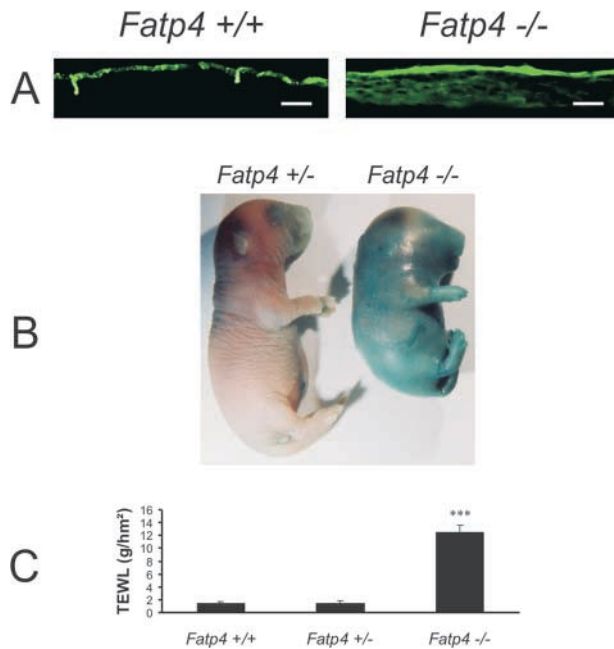 Fatp4 +/+ Fatp4 -/-
A
Fatp4 +/- Fatp4 -/-
B
C
TEWL (g/hm²)
16
14
12
10
8
6
4
2
0
***
Fatp4 +/+ Fatp4 +/- Fatp4 -/-